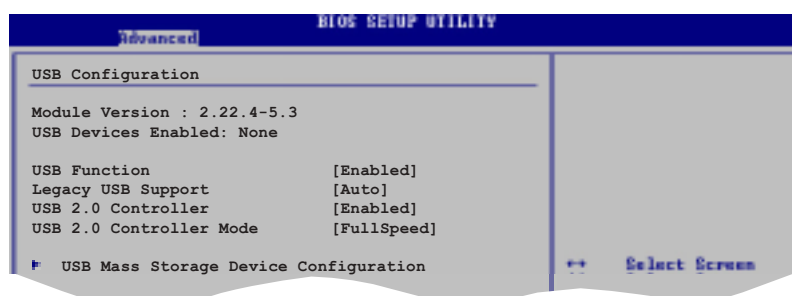 BIOS SETUP UTILITY
Advanced
USB Configuration
Module Version : 2.22.4-5.3
USB Devices Enabled: None
USB Function [Enabled]
Legacy USB Support [Auto]
USB 2.0 Controller [Enabled]
USB 2.0 Controller Mode [FullSpeed]
USB Mass Storage Device Configuration
↔ Select Screen